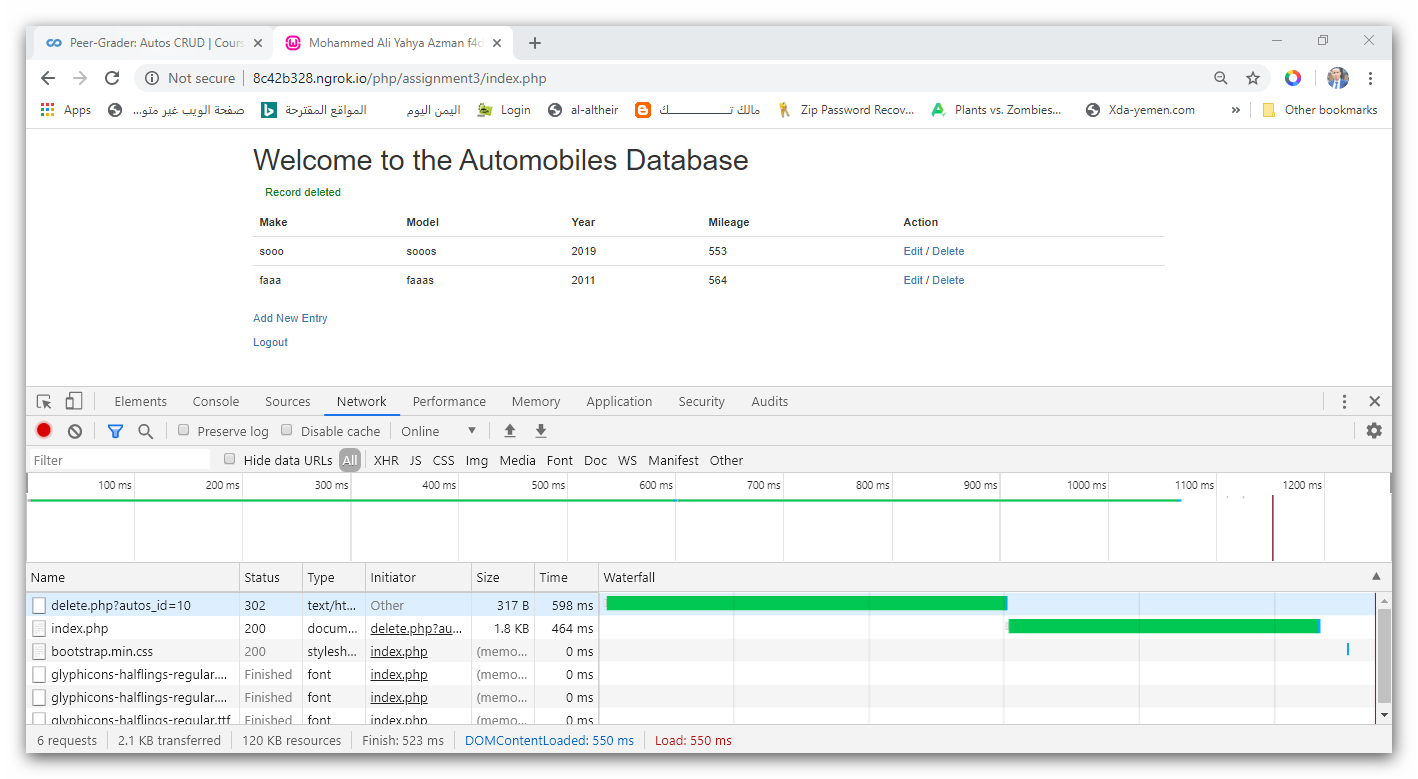 Peer-Grader: Autos CRUD | Cours
Mohammed Ali Yahya Azman f4c
Not secure | 8c42b328.ngrok.io/php/assignment3/index.php
Apps صفحة الويب غير متو... المواقع المقترحة اليمن اليوم Login al-altheir مالك تـــــــــــــــك Zip Password Recov... Plants vs. Zombies... Xda-yemen.com » Other bookmarks
Welcome to the Automobiles Database
Record deleted
Make Model Year Mileage Action
sooo sooos 2019 553 Edit / Delete
faaa faaas 2011 564 Edit / Delete
Add New Entry
Logout
Elements Console Sources Network Performance Memory Application Security Audits
Preserve log Disable cache Online
Filter Hide data URLs All XHR JS CSS Img Media Font Doc WS Manifest Other
100 ms 200 ms 300 ms 400 ms 500 ms 600 ms 700 ms 800 ms 900 ms 1000 ms 1100 ms 1200 ms
Name Status Type Initiator Size Time Waterfall
delete.php?autos_id=10 302 text/ht... Other 317 B 598 ms
index.php 200 docum... delete.php?au... 1.8 KB 464 ms
bootstrap.min.css 200 stylesh... index.php (memo... 0 ms
glyphicons-halflings-regular.... Finished font index.php (memo... 0 ms
glyphicons-halflings-regular.... Finished font index.php (memo... 0 ms
glyphicons-halflings-regular.ttf Finished font index.php (memo... 0 ms
6 requests 2.1 KB transferred 120 KB resources Finish: 523 ms DOMContentLoaded: 550 ms Load: 550 ms